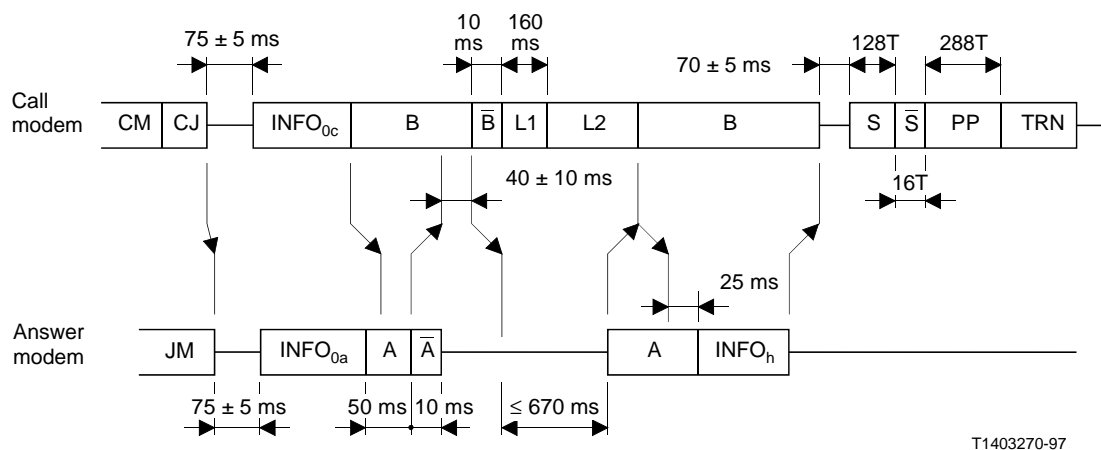 10 ms
160 ms
75 ± 5 ms
70 ± 5 ms
128T
288T
Call modem
CM CJ INFO0c B B̅ L1 L2 B S S̅ PP TRN
40 ± 10 ms
16T
25 ms
Answer modem
JM INFO0a A A̅ A INFOh
75 ± 5 ms
50 ms
10 ms
≤ 670 ms
T1403270-97